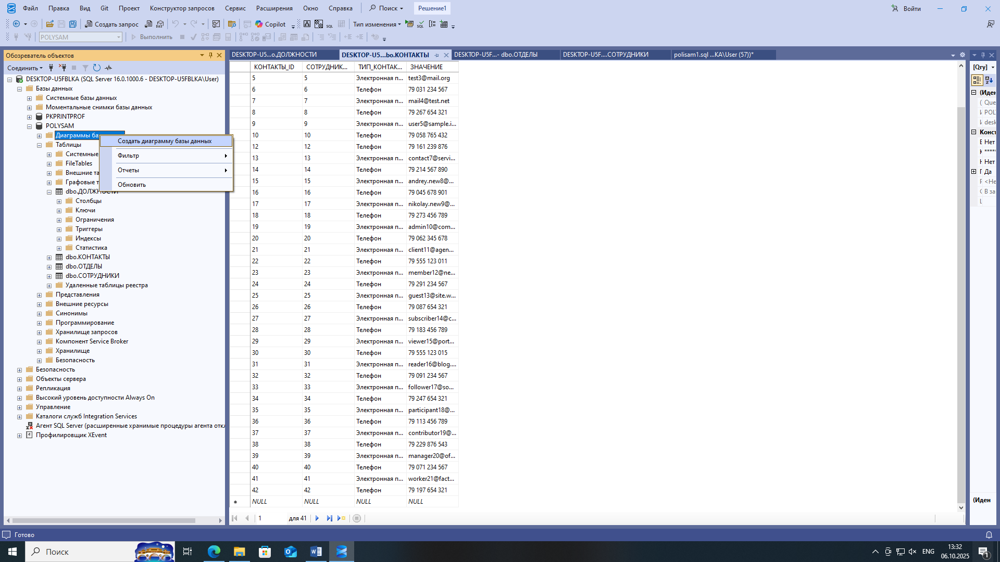 Файл Правка Вид Git Проект Конструктор запросов Сервис Расширения Окно Справка Поиск Решение1 Войти
Создать запрос Copilot SQL Тип изменения SQL
POLYSAM Выполнить
Обозреватель объектов
Соединить
DESKTOP-U5FBLKA (SQL Server 16.0.1000.6 - DESKTOP-U5FBLKA\User)
Базы данных
Системные базы данных
Моментальные снимки базы данных
PKPRINTPROF
POLYSAM
Диаграммы ба
Таблицы
Системные
FileTables
Внешние та
Графовые т
dbo.ДОЛЖНОСТИ
Столбцы
Ключи
Ограничения
Триггеры
Индексы
Статистика
dbo.КОНТАКТЫ
dbo.ОТДЕЛЫ
dbo.СОТРУДНИКИ
Удаленные таблицы реестра
Представления
Внешние ресурсы
Синонимы
Программирование
Хранилище запросов
Компонент Service Broker
Хранилище
Безопасность
Безопасность
Объекты сервера
Репликация
Высокий уровень доступности Always On
Управление
Каталоги служб Integration Services
Агент SQL Server (расширенные хранимые процедуры агента откл
Профилировщик XEvent
Создать диаграмму базы данных
Фильтр
Отчеты
Обновить
DESKTOP-U5...o.ДОЛЖНОСТИ DESKTOP-U5...bo.КОНТАКТЫ DESKTOP-U5F...- dbo.ОТДЕЛЫ DESKTOP-U5F....СОТРУДНИКИ polisam1.sql ...KA\User (57))*
КОНТАКТЫ_ID СОТРУДНИК... ТИП_КОНТАК... ЗНАЧЕНИЕ
5 5 Электронная п... test3@mail.org
6 6 Телефон 79 031 234 567
7 7 Электронная п... mail4@test.net
8 8 Телефон 79 267 654 321
9 9 Электронная п... user5@sample.i...
10 10 Телефон 79 058 765 432
12 12 Телефон 79 161 239 876
13 13 Электронная п... contact7@servi...
14 14 Телефон 79 214 567 890
15 15 Электронная п... andrey.new8@...
16 16 Телефон 79 045 678 901
17 17 Электронная п... nikolay.new9@...
18 18 Телефон 79 273 456 789
19 19 Электронная п... admin10@com...
20 20 Телефон 79 062 345 678
21 21 Электронная п... client11@agen...
22 22 Телефон 79 555 123 011
23 23 Электронная п... member12@ne...
24 24 Телефон 79 291 234 567
25 25 Электронная п... guest13@site.w...
26 26 Телефон 79 087 654 321
27 27 Электронная п... subscriber14@c...
28 28 Телефон 79 183 456 789
29 29 Электронная п... viewer15@port...
30 30 Телефон 79 555 123 015
31 31 Электронная п... reader16@blog....
32 32 Телефон 79 091 234 567
33 33 Электронная п... follower17@so...
34 34 Телефон 79 247 654 321
35 35 Электронная п... participant18@...
36 36 Телефон 79 113 456 789
37 37 Электронная п... contributor19@...
38 38 Телефон 79 229 876 543
39 39 Электронная п... manager20@of...
40 40 Телефон 79 071 234 567
41 41 Электронная п... worker21@fact...
42 42 Телефон 79 197 654 321
NULL NULL NULL NULL
1 для 41
[Qry]
(Иден
Que
POL
desk
Конст
Нет
*****
Нет
Да
<Не
В за
(Иден
Готово
Поиск
ENG
13:32
06.10.2025
1